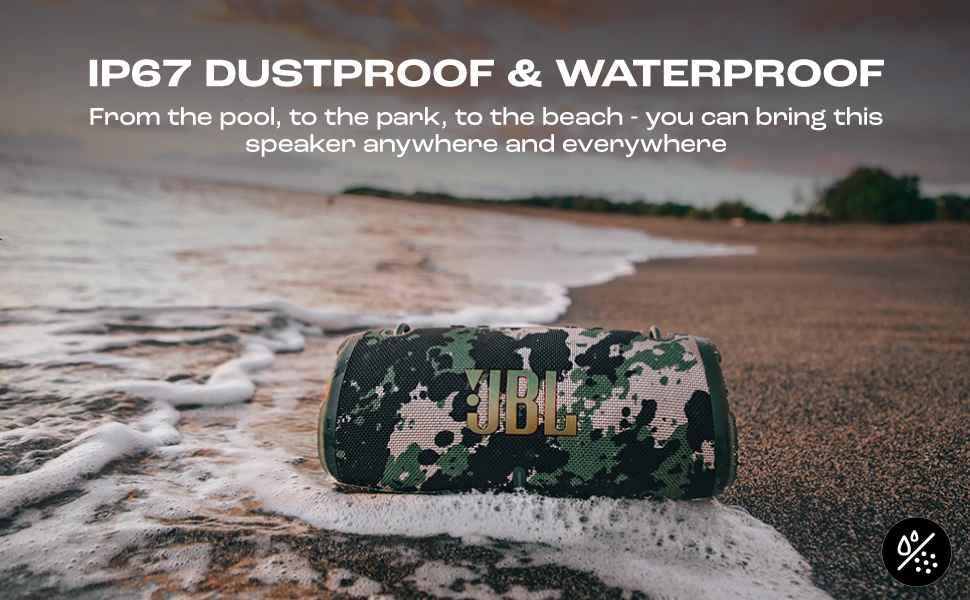 IP67 DUSTPROOF & WATERPROOF
From the pool, to the park, to the beach - you can bring this
speaker anywhere and everywhere
JBL